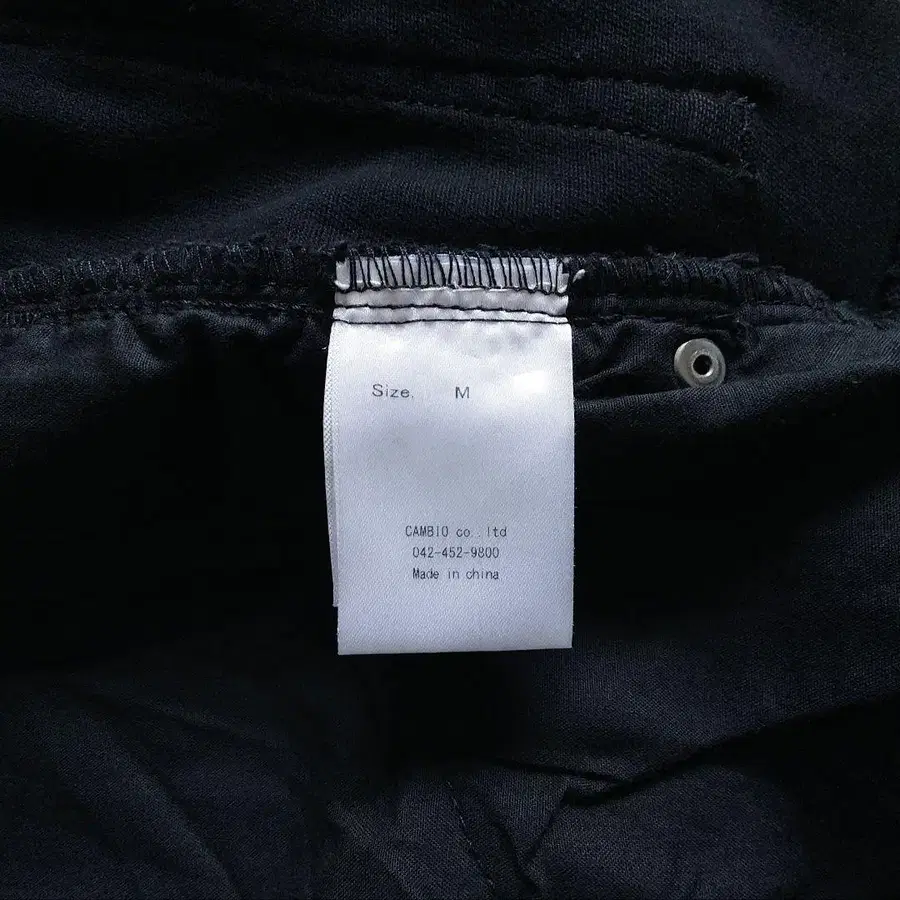 Size. M
CAMBIO co.,ltd
042-452-9800
Made in china